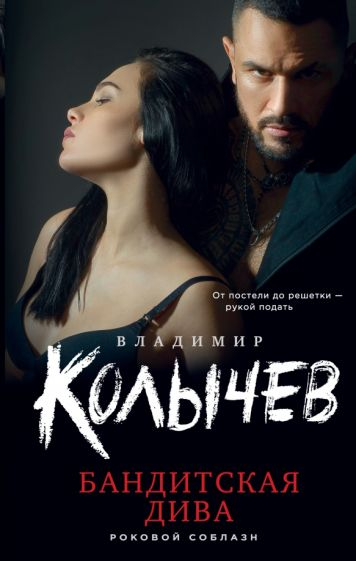 От постели до решетки —
рукой подать
ВЛАДИМИР
КОЛЫЧЕВ
БАНДИТСКАЯ
ДИВА
РОКОВОЙ СОБЛАЗН